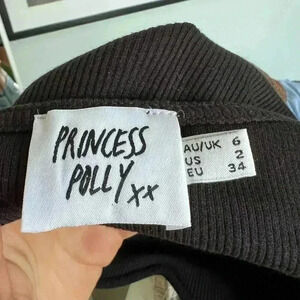 PRINCESS
POLLY xx
AU/UK 6
US 2
EU 34